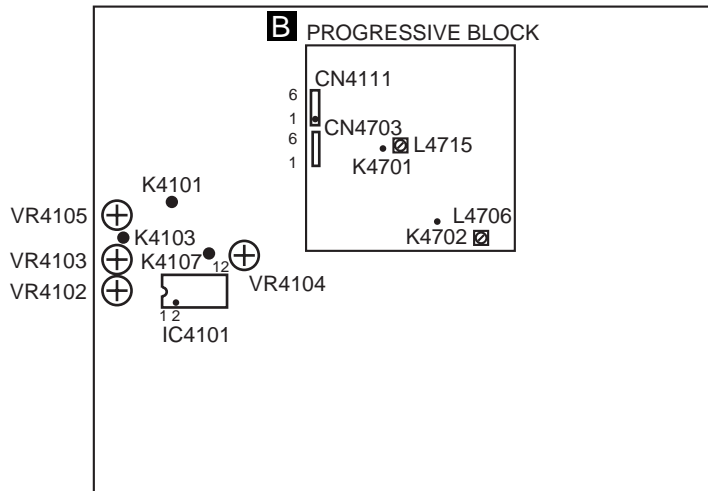 B PROGRESSIVE BLOCK
CN4111
6
1
CN4703
6
1
L4715
K4701
K4101
VR4105
L4706
K4103
K4702
VR4103
K4107
12
VR4104
VR4102
1 2
IC4101